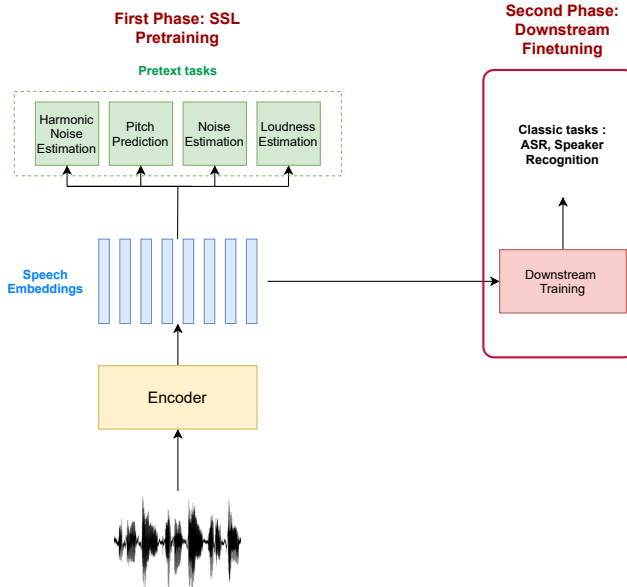 First Phase: SSL
Pretraining
Second Phase:
Downstream
Finetuning
Pretext tasks
Harmonic
Noise
Estimation
Pitch
Prediction
Noise
Estimation
Loudness
Estimation
Classic tasks :
ASR, Speaker
Recognition
Speech
Embeddings
Downstream
Training
Encoder